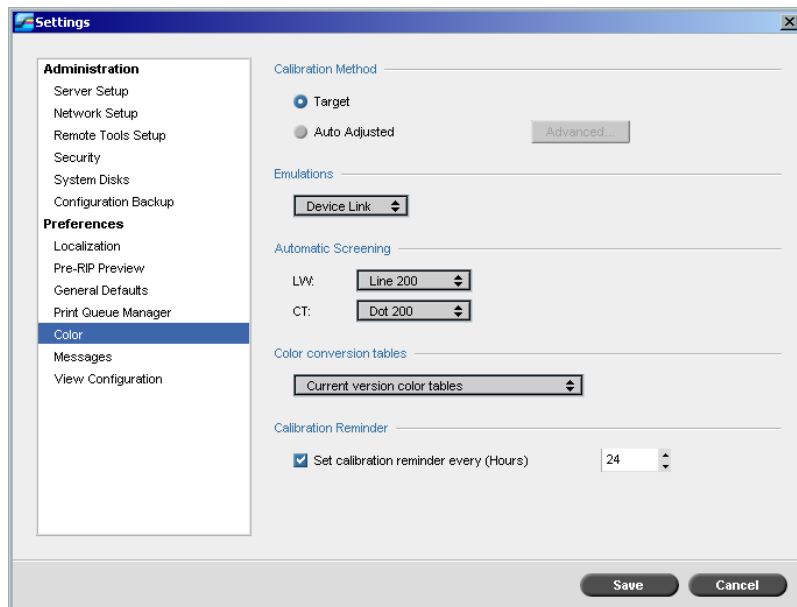 Settings
Administration
Server Setup
Network Setup
Remote Tools Setup
Security
System Disks
Configuration Backup
Preferences
Localization
Pre-RIP Preview
General Defaults
Print Queue Manager
Color
Messages
View Configuration
Calibration Method
Target
Auto Adjusted
Advanced...
Emulations
Device Link
Automatic Screening
LW: Line 200
CT: Dot 200
Color conversion tables
Current version color tables
Calibration Reminder
Set calibration reminder every (Hours) 24
Save Cancel